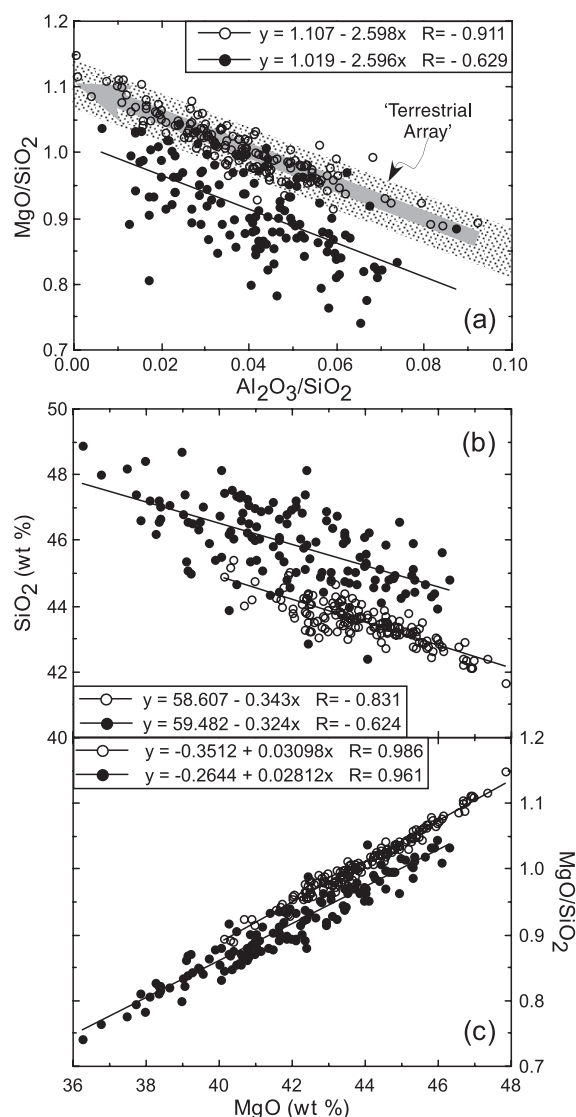 y = 1.107 - 2.598x R= - 0.911
y = 1.019 - 2.596x R= - 0.629
'Terrestrial
Array'
MgO/SiO₂
1.2
1.1
1.0
0.9
0.8
0.7
(a)
0.00 0.02 0.04 0.06 0.08 0.10
Al₂O₃/SiO₂
(b)
SiO₂ (wt %)
50
48
46
44
42
40
y = 58.607 - 0.343x R= - 0.831
y = 59.482 - 0.324x R= - 0.624
y = -0.3512 + 0.03098x R= 0.986
y = -0.2644 + 0.02812x R= 0.961
1.2
1.1
1.0
0.9
0.8
0.7
MgO/SiO₂
(c)
36 38 40 42 44 46 48
MgO (wt %)